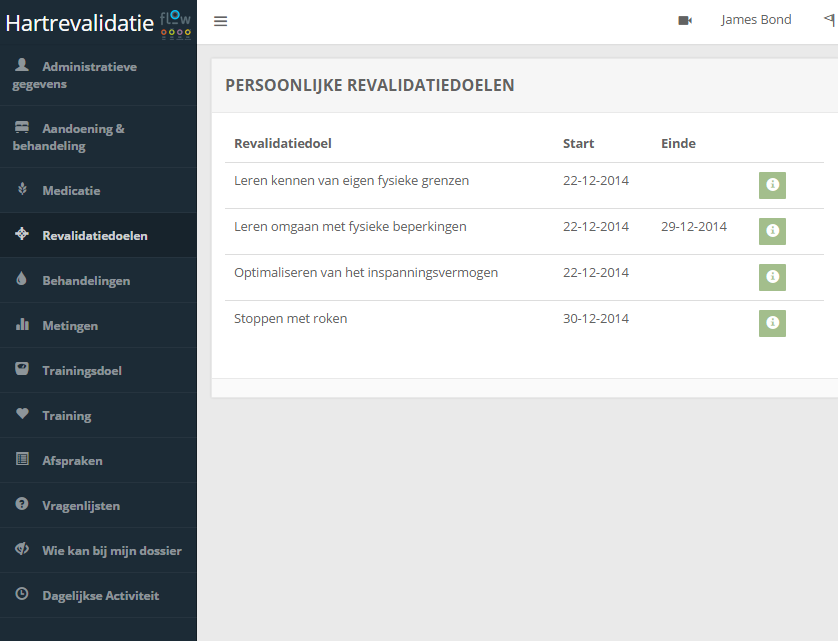 Hartrevalidatie flow
James Bond
Administratieve
gegevens
Aandoening &
behandeling
Medicatie
Revalidatiedoelen
Behandelingen
Metingen
Trainingsdoel
Training
Afspraken
Vragenlijsten
Wie kan bij mijn dossier
Dagelijkse Activiteit
PERSOONLIJKE REVALIDATIEDOELEN
Revalidatiedoel Start Einde
Leren kennen van eigen fysieke grenzen 22-12-2014
Leren omgaan met fysieke beperkingen 22-12-2014 29-12-2014
Optimaliseren van het inspanningsvermogen 22-12-2014
Stoppen met roken 30-12-2014